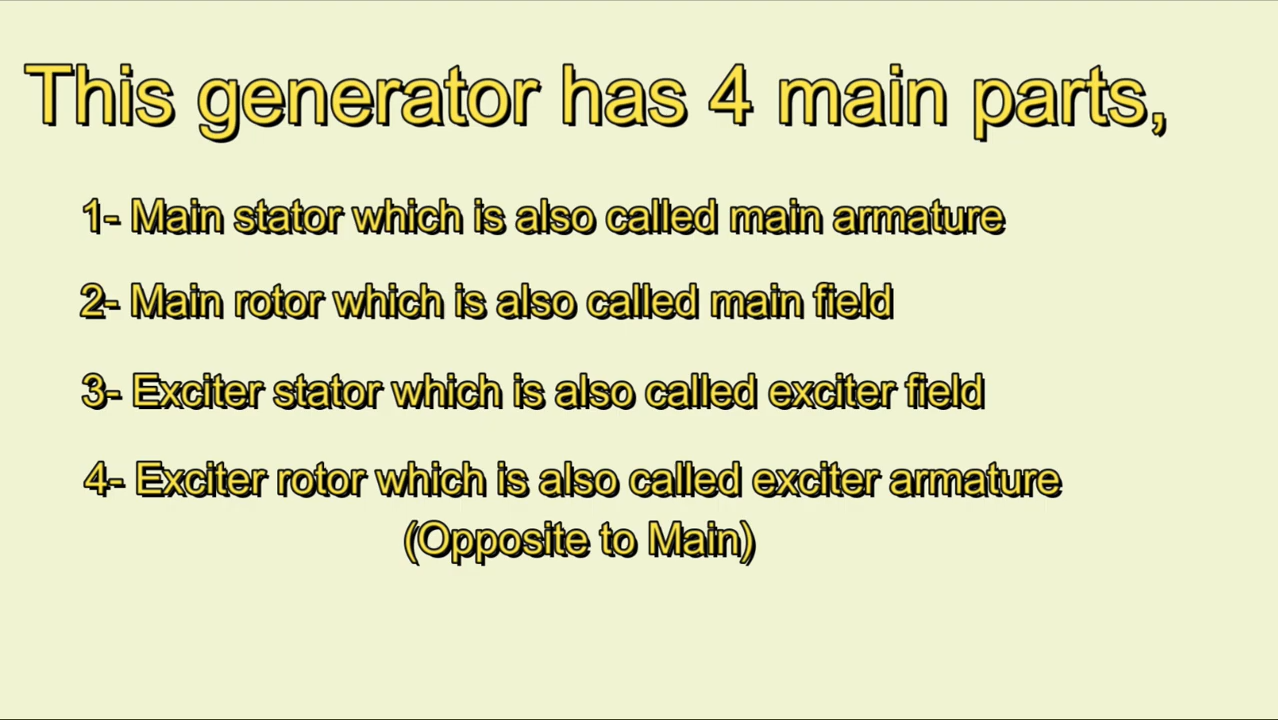 This generator has 4 main parts,
1- Main stator which is also called main armature
2- Main rotor which is also called main field
3- Exciter stator which is also called exciter field
4- Exciter rotor which is also called exciter armature
(Opposite to Main)